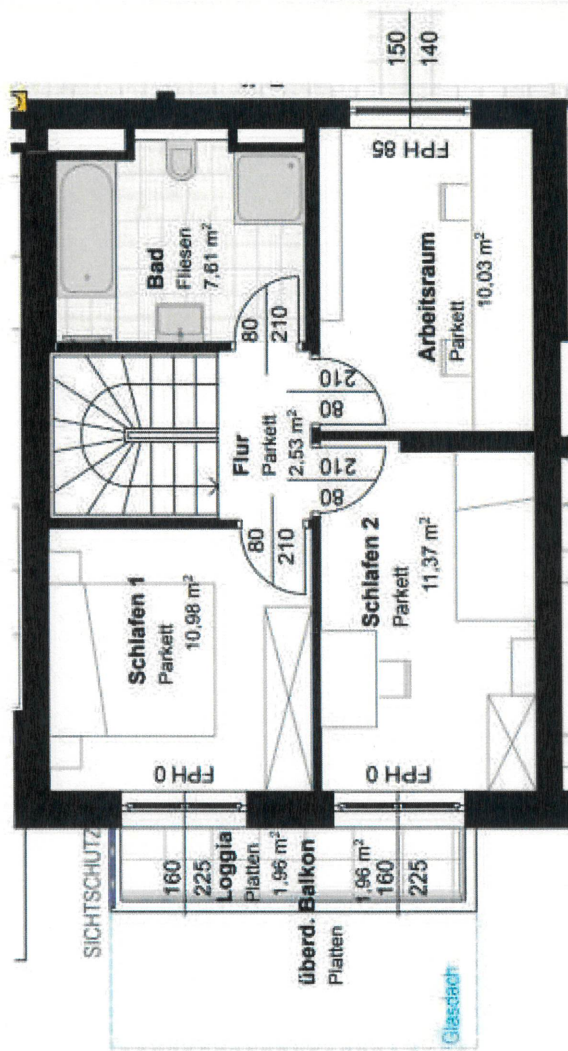 SICHTSCHUTZ
Schlafen 1
Parkett
10,98 m²
FPH 0
80
210
Bad
Fliesen
7,61 m²
80
210
Flur
Parkett
2,53 m²
80
210
80
210
Loggia
Platten
1,96 m²
160
225
überd. Balkon
Platten
1,96 m²
160
225
Glasdach
Schlafen 2
Parkett
11,37 m²
FPH 0
Arbeitsraum
Parkett
10,03 m²
FPH 85
150
140